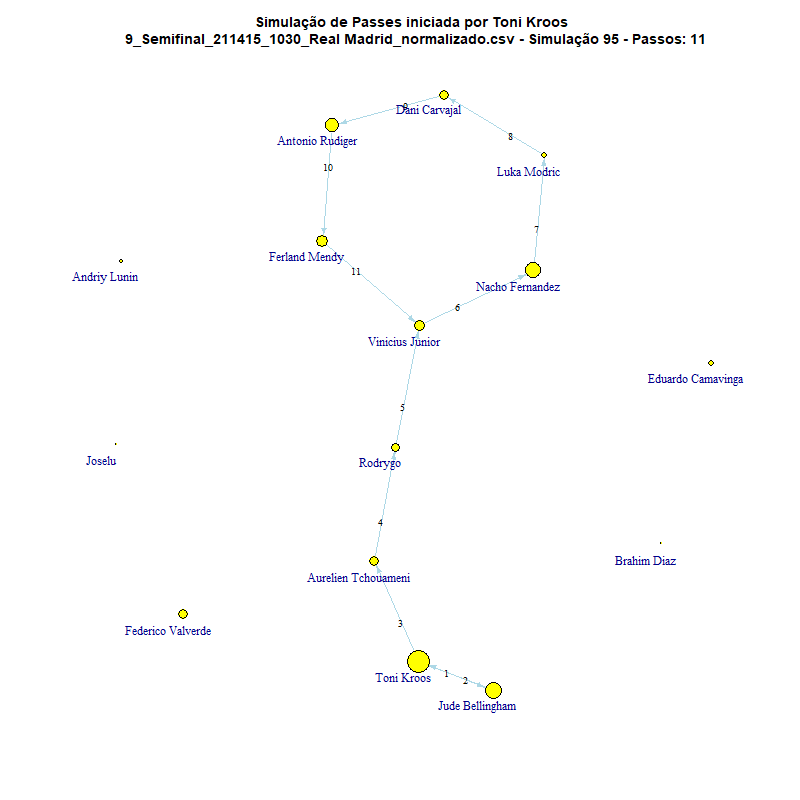 Simulação de Passes iniciada por Toni Kroos
9_Semifinal_211415_1030_Real Madrid_normalizado.csv - Simulação 95 - Passos: 11
9
Dani Carvajal
8
Antonio Rudiger
10
Luka Modric
7
Ferland Mendy
11
Andriy Lunin
Nacho Fernandez
6
Vinicius Junior
Eduardo Camavinga
5
Joselu
Rodrygo
4
Brahim Diaz
Aurelien Tchouameni
3
Federico Valverde
Toni Kroos
1
2
Jude Bellingham